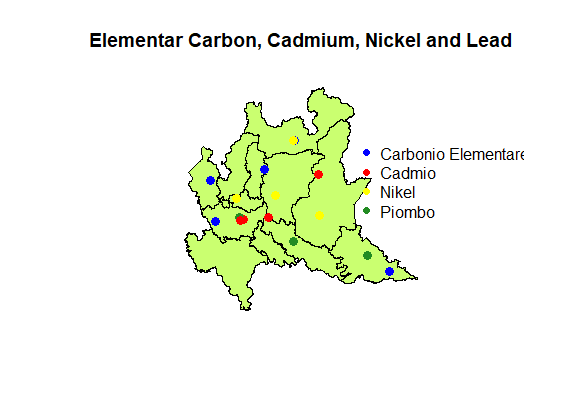 Elementar Carbon, Cadmium, Nickel and Lead
Carbonio Elementare
Cadmio
Nikel
Piombo